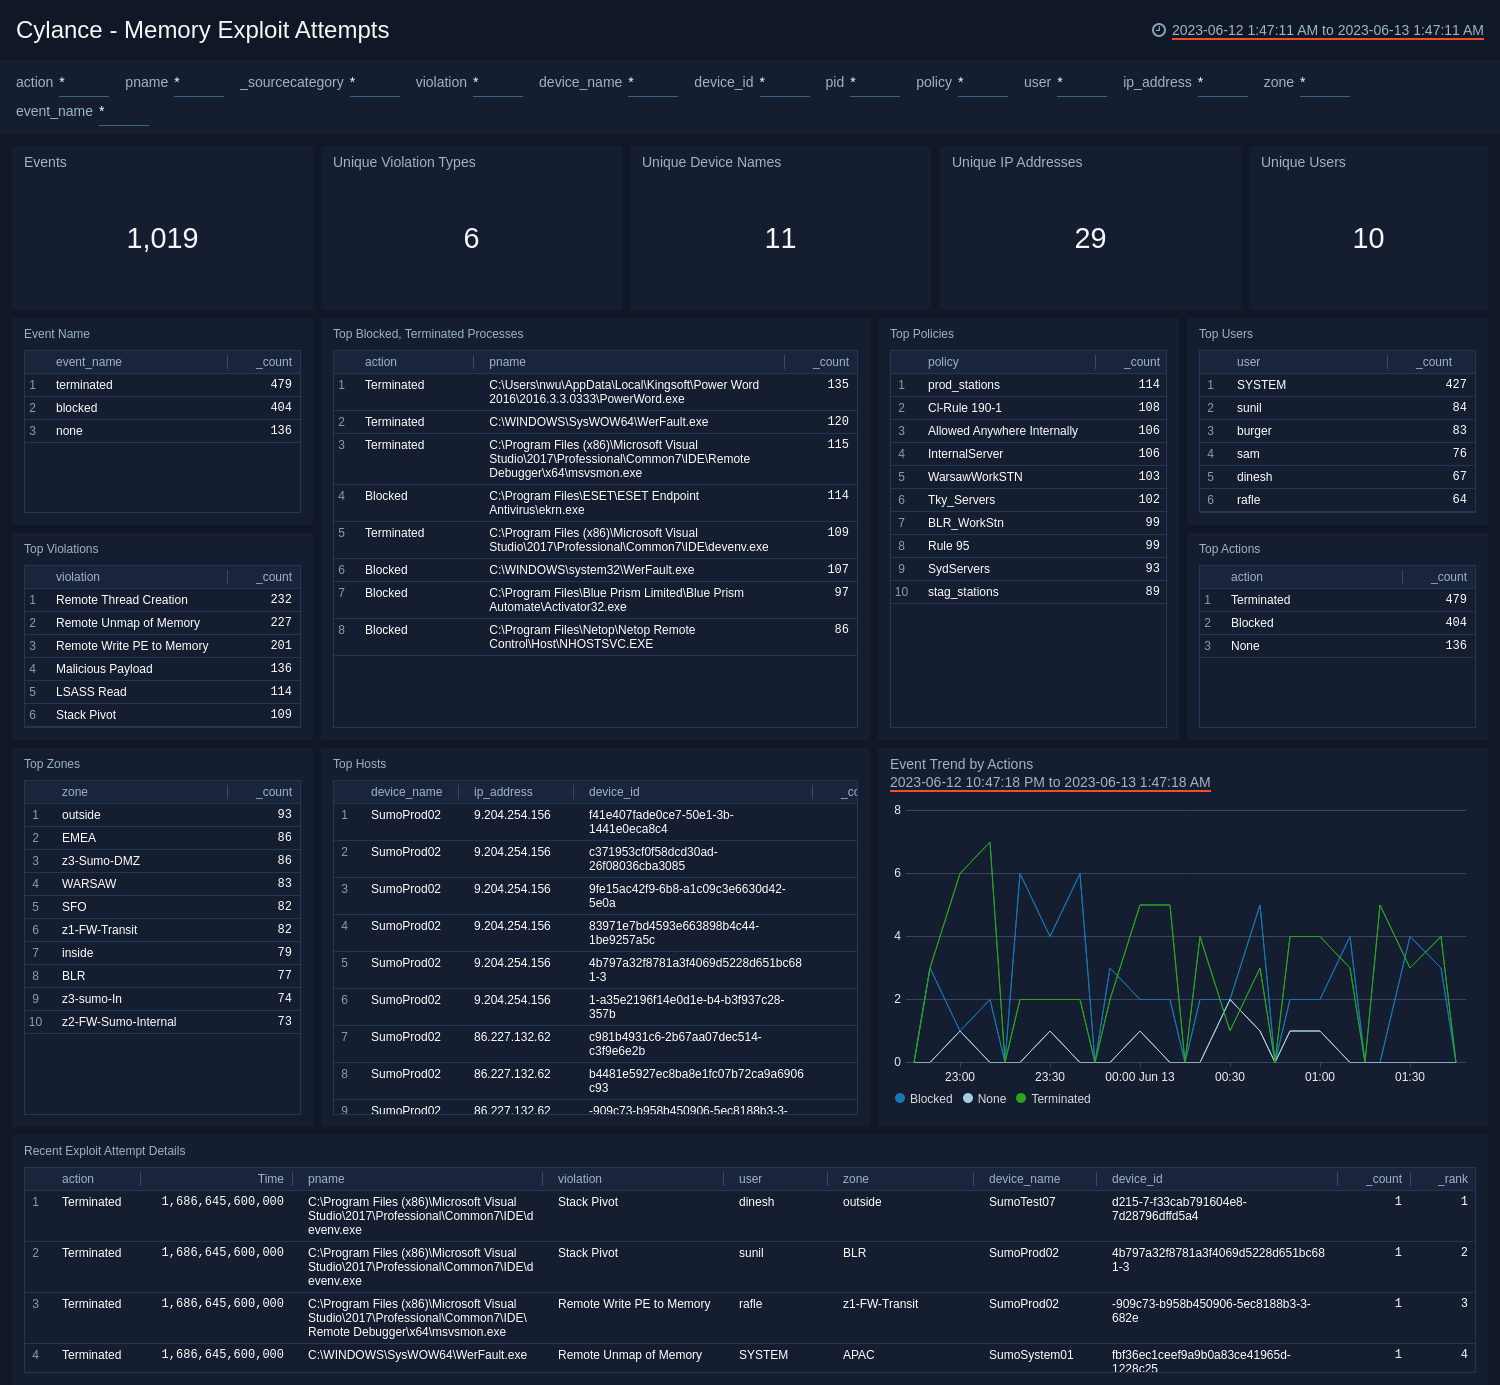 Cylance - Memory Exploit Attempts
2023-06-12 1:47:11 AM to 2023-06-13 1:47:11 AM
action * pname * _sourcecategory * violation * device_name * device_id * pid * policy * user * ip_address * zone *
event_name *
Events
1,019
Unique Violation Types
6
Unique Device Names
11
Unique IP Addresses
29
Unique Users
10
Event Name
event_name _count
1 terminated 479
2 blocked 404
3 none 136
Top Blocked, Terminated Processes
action pname _count
1 Terminated C:\Users\nwu\AppData\Local\Kingsoft\Power Word 135
2016\2016.3.3.0333\PowerWord.exe
2 Terminated C:\WINDOWS\SysWOW64\WerFault.exe 120
3 Terminated C:\Program Files (x86)\Microsoft Visual 115
Studio\2017\Professional\Common7\IDE\Remote
Debugger\x64\msvsmon.exe
4 Blocked C:\Program Files\ESET\ESET Endpoint 114
Antivirus\ekrn.exe
5 Terminated C:\Program Files (x86)\Microsoft Visual 109
Studio\2017\Professional\Common7\IDE\devenv.exe
6 Blocked C:\WINDOWS\system32\WerFault.exe 107
7 Blocked C:\Program Files\Blue Prism Limited\Blue Prism 97
Automate\Activator32.exe
8 Blocked C:\Program Files\Netop\Netop Remote 86
Control\Host\NHOSTSVC.EXE
Top Policies
policy _count
1 prod_stations 114
2 Cl-Rule 190-1 108
3 Allowed Anywhere Internally 106
4 InternalServer 106
5 WarsawWorkSTN 103
6 Tky_Servers 102
7 BLR_WorkStn 99
8 Rule 95 99
9 SydServers 93
10 stag_stations 89
Top Users
user _count
1 SYSTEM 427
2 sunil 84
3 burger 83
4 sam 76
5 dinesh 67
6 rafle 64
Top Violations
violation _count
1 Remote Thread Creation 232
2 Remote Unmap of Memory 227
3 Remote Write PE to Memory 201
4 Malicious Payload 136
5 LSASS Read 114
6 Stack Pivot 109
Top Actions
action _count
1 Terminated 479
2 Blocked 404
3 None 136
Top Zones
zone _count
1 outside 93
2 EMEA 86
3 z3-Sumo-DMZ 86
4 WARSAW 83
5 SFO 82
6 z1-FW-Transit 82
7 inside 79
8 BLR 77
9 z3-sumo-In 74
10 z2-FW-Sumo-Internal 73
Top Hosts
device_name ip_address device_id
1 SumoProd02 9.204.254.156 f41e407fade0ce7-50e1-3b-
1441e0eca8c4
2 SumoProd02 9.204.254.156 c371953cf0f58dcd30ad-
26f08036cba3085
3 SumoProd02 9.204.254.156 9fe15ac42f9-6b8-a1c09c3e6630d42-
5e0a
4 SumoProd02 9.204.254.156 83971e7bd4593e663898b4c44-
1be9257a5c
5 SumoProd02 9.204.254.156 4b797a32f8781a3f4069d5228d651bc68
1-3
6 SumoProd02 9.204.254.156 1-a35e2196f14e0d1e-b4-b3f937c28-
357b
7 SumoProd02 86.227.132.62 c981b4931c6-2b67aa07dec514-
c3f9e6e2b
8 SumoProd02 86.227.132.62 b4481e5927ec8ba8e1fc07b72ca9a6906
c93
9 SumoProd02 86.227.132.62 -909c73-b958b450906-5ec8188b3-3-
Event Trend by Actions
2023-06-12 10:47:18 PM to 2023-06-13 1:47:18 AM
8
6
4
2
0
23:00 23:30 00:00 Jun 13 00:30 01:00 01:30
Blocked None Terminated
Recent Exploit Attempt Details
action Time pname violation user zone device_name device_id _count _rank
1 Terminated 1,686,645,600,000 C:\Program Files (x86)\Microsoft Visual Stack Pivot dinesh outside SumoTest07 d215-7-f33cab791604e8- 1 1
Studio\2017\Professional\Common7\IDE\d 7d28796dffd5a4
evenv.exe
2 Terminated 1,686,645,600,000 C:\Program Files (x86)\Microsoft Visual Stack Pivot sunil BLR SumoProd02 4b797a32f8781a3f4069d5228d651bc68 1 2
Studio\2017\Professional\Common7\IDE\d 1-3
evenv.exe
3 Terminated 1,686,645,600,000 C:\Program Files (x86)\Microsoft Visual Remote Write PE to Memory rafle z1-FW-Transit SumoProd02 -909c73-b958b450906-5ec8188b3-3- 1 3
Studio\2017\Professional\Common7\IDE\ 682e
Remote Debugger\x64\msvsmon.exe
4 Terminated 1,686,645,600,000 C:\WINDOWS\SysWOW64\WerFault.exe Remote Unmap of Memory SYSTEM APAC SumoSystem01 fbf36ec1ceef9a9b0a83ce41965d- 1 4
1228c25